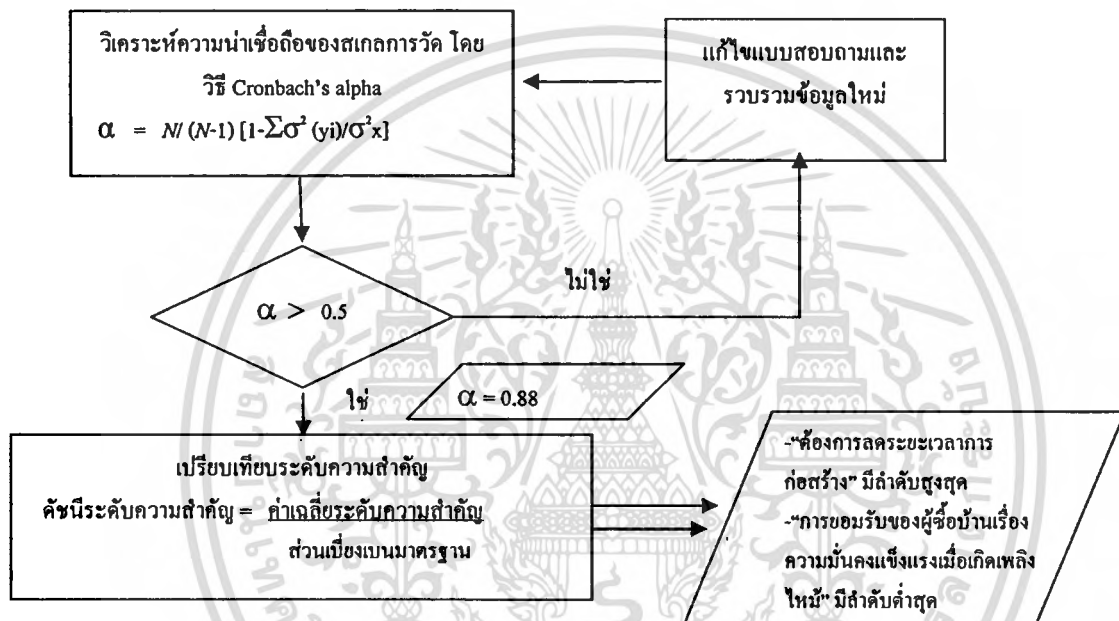 วิเคราะห์ความน่าเชื่อถือของสเกลการวัด โดย
วิธี Cronbach's alpha
α = N/ (N-1) [1-Σσ² (yi)/σ²x]
แก้ไขแบบสอบถามและ
รวบรวมข้อมูลใหม่
α > 0.5
ไม่ใช่
ใช่
α = 0.88
เปรียบเทียบระดับความสำคัญ
ดัชนีระดับความสำคัญ = ค่าเฉลี่ยระดับความสำคัญ
ส่วนเบี่ยงเบนมาตรฐาน
-“ต้องการลดระยะเวลาการ
ก่อสร้าง” มีลำดับสูงสุด
-“การยอมรับของผู้ซื้อบ้านเรื่อง
ความมั่นคงแข็งแรงเมื่อเกิดเพลิง
ไหม้” มีลำดับต่ำสุด